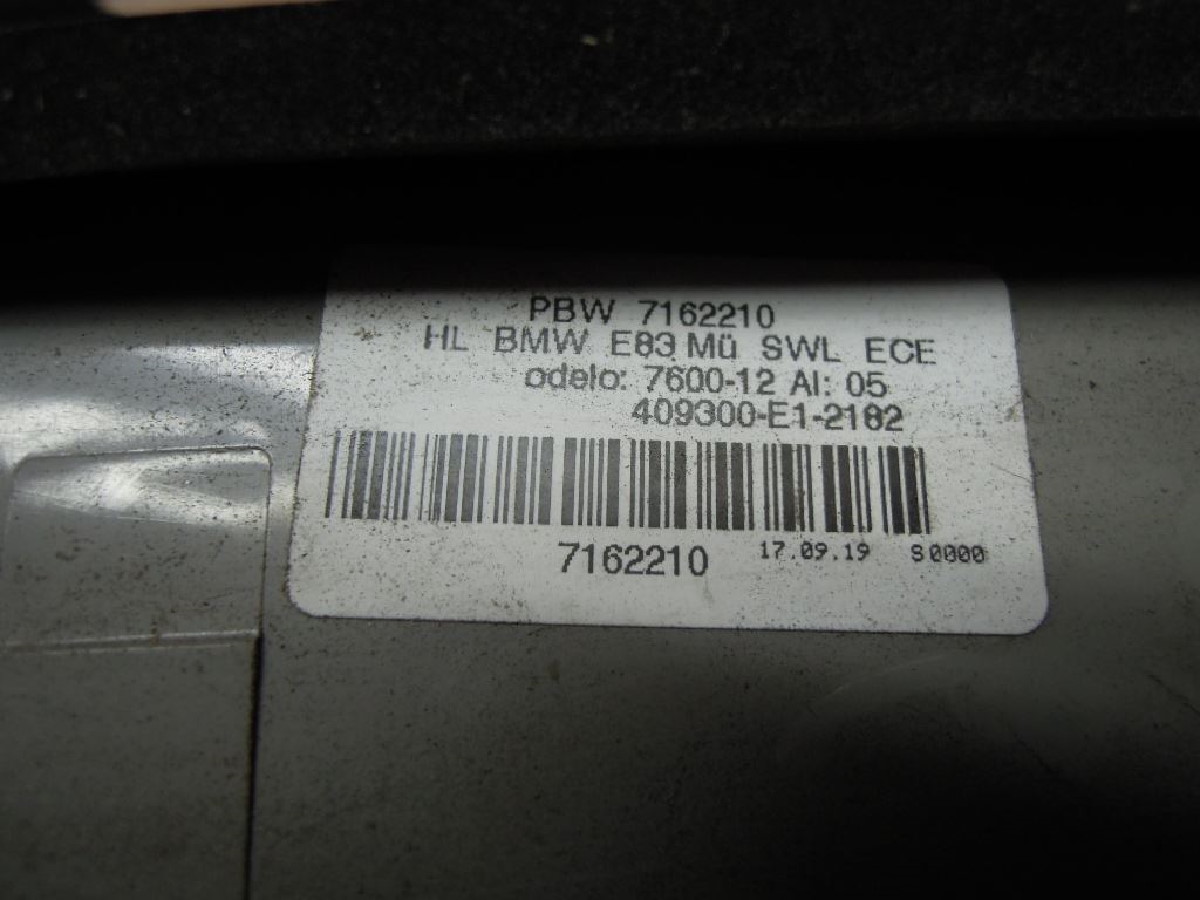 PBW 7162210
HL BMW E83 Mü SWL ECE
odelo: 7600-12 AI: 05
409300-E1-2182
7162210 17.09.19 S0000